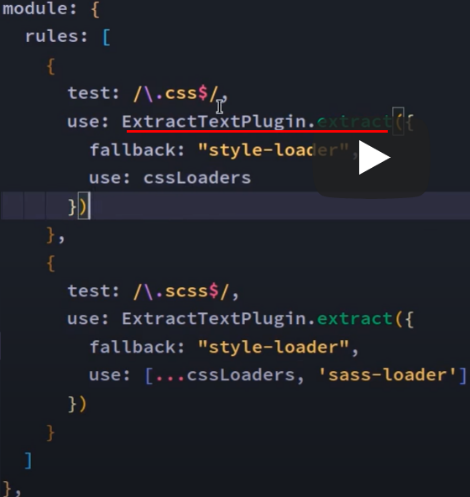 module: {
rules: [
{
test: /\.css$/,
use: ExtractTextPlugin.extract({
fallback: "style-loader",
use: cssLoaders
})
},
{
test: /\.scss$/,
use: ExtractTextPlugin.extract({
fallback: "style-loader",
use: [...cssLoaders, 'sass-loader']
})
}
]
},